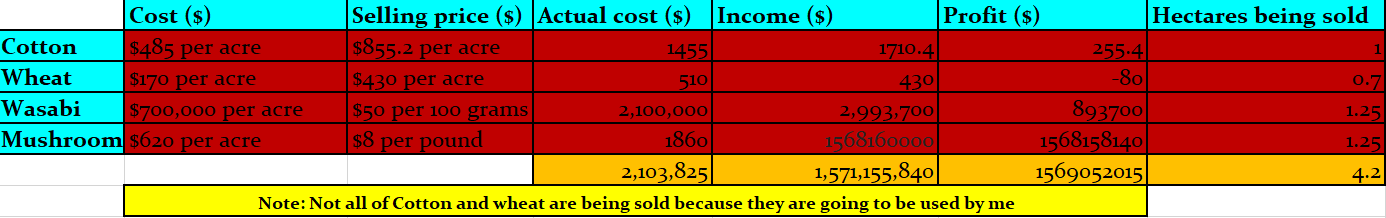 Cost ($) Selling price ($) Actual cost ($) Income ($) Profit ($) Hectares being sold
Cotton $485 per acre $855.2 per acre 1455 1710.4 255.4 1
Wheat $170 per acre $430 per acre 510 430 -80 0.7
Wasabi $700,000 per acre $50 per 100 grams 2,100,000 2,993,700 893700 1.25
Mushroom $620 per acre $8 per pound 1860 1568160000 1568158140 1.25
2,103,825 1,571,155,840 1569052015 4.2
Note: Not all of Cotton and wheat are being sold because they are going to be used by me